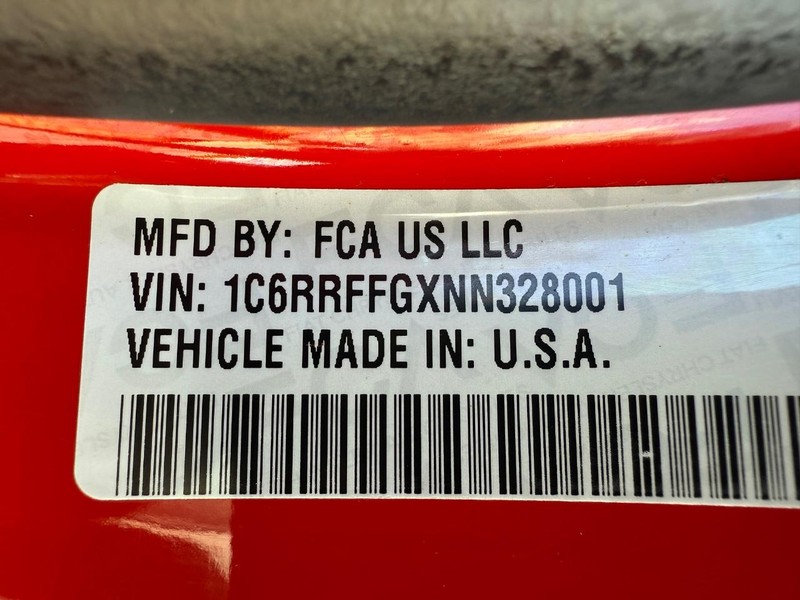 MFD BY: FCA US LLC
VIN: 1C6RRFFGXNN328001
VEHICLE MADE IN: U.S.A.